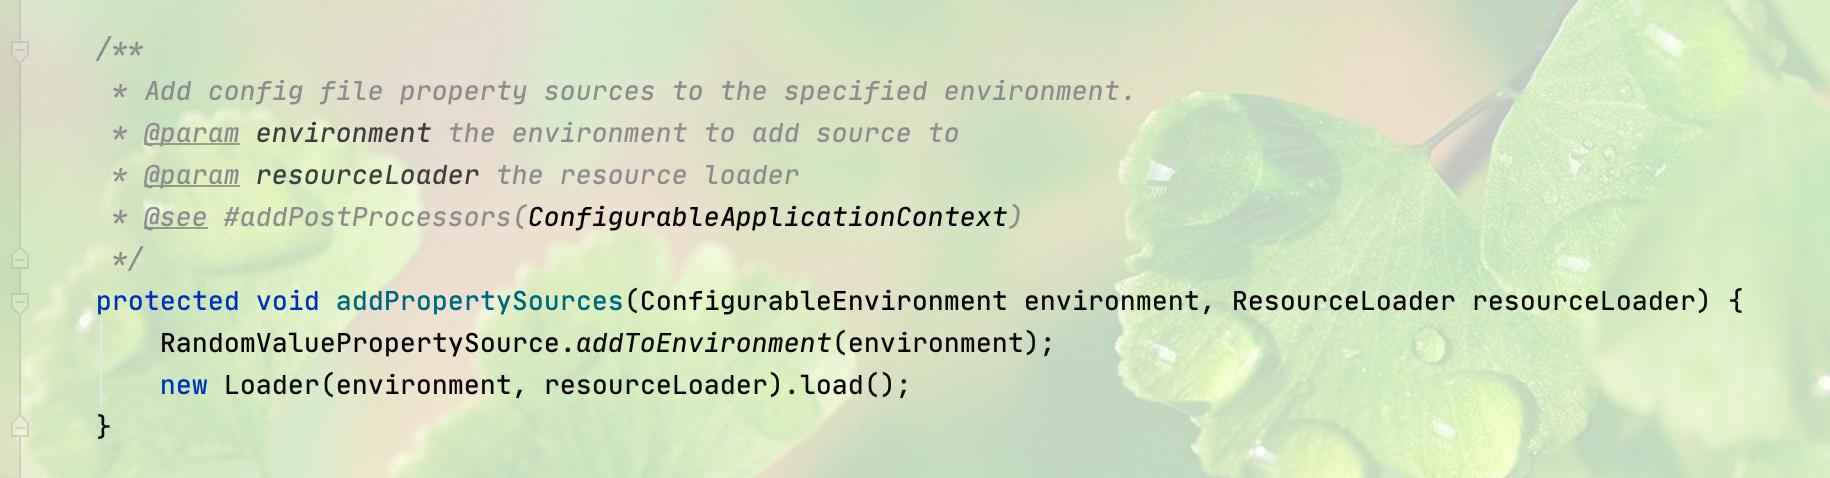 /**
 * Add config file property sources to the specified environment.
 * @param environment the environment to add source to
 * @param resourceLoader the resource loader
 * @see #addPostProcessors(ConfigurableApplicationContext)
 */
protected void addPropertySources(ConfigurableEnvironment environment, ResourceLoader resourceLoader) {
    RandomValuePropertySource.addToEnvironment(environment);
    new Loader(environment, resourceLoader).load();
}